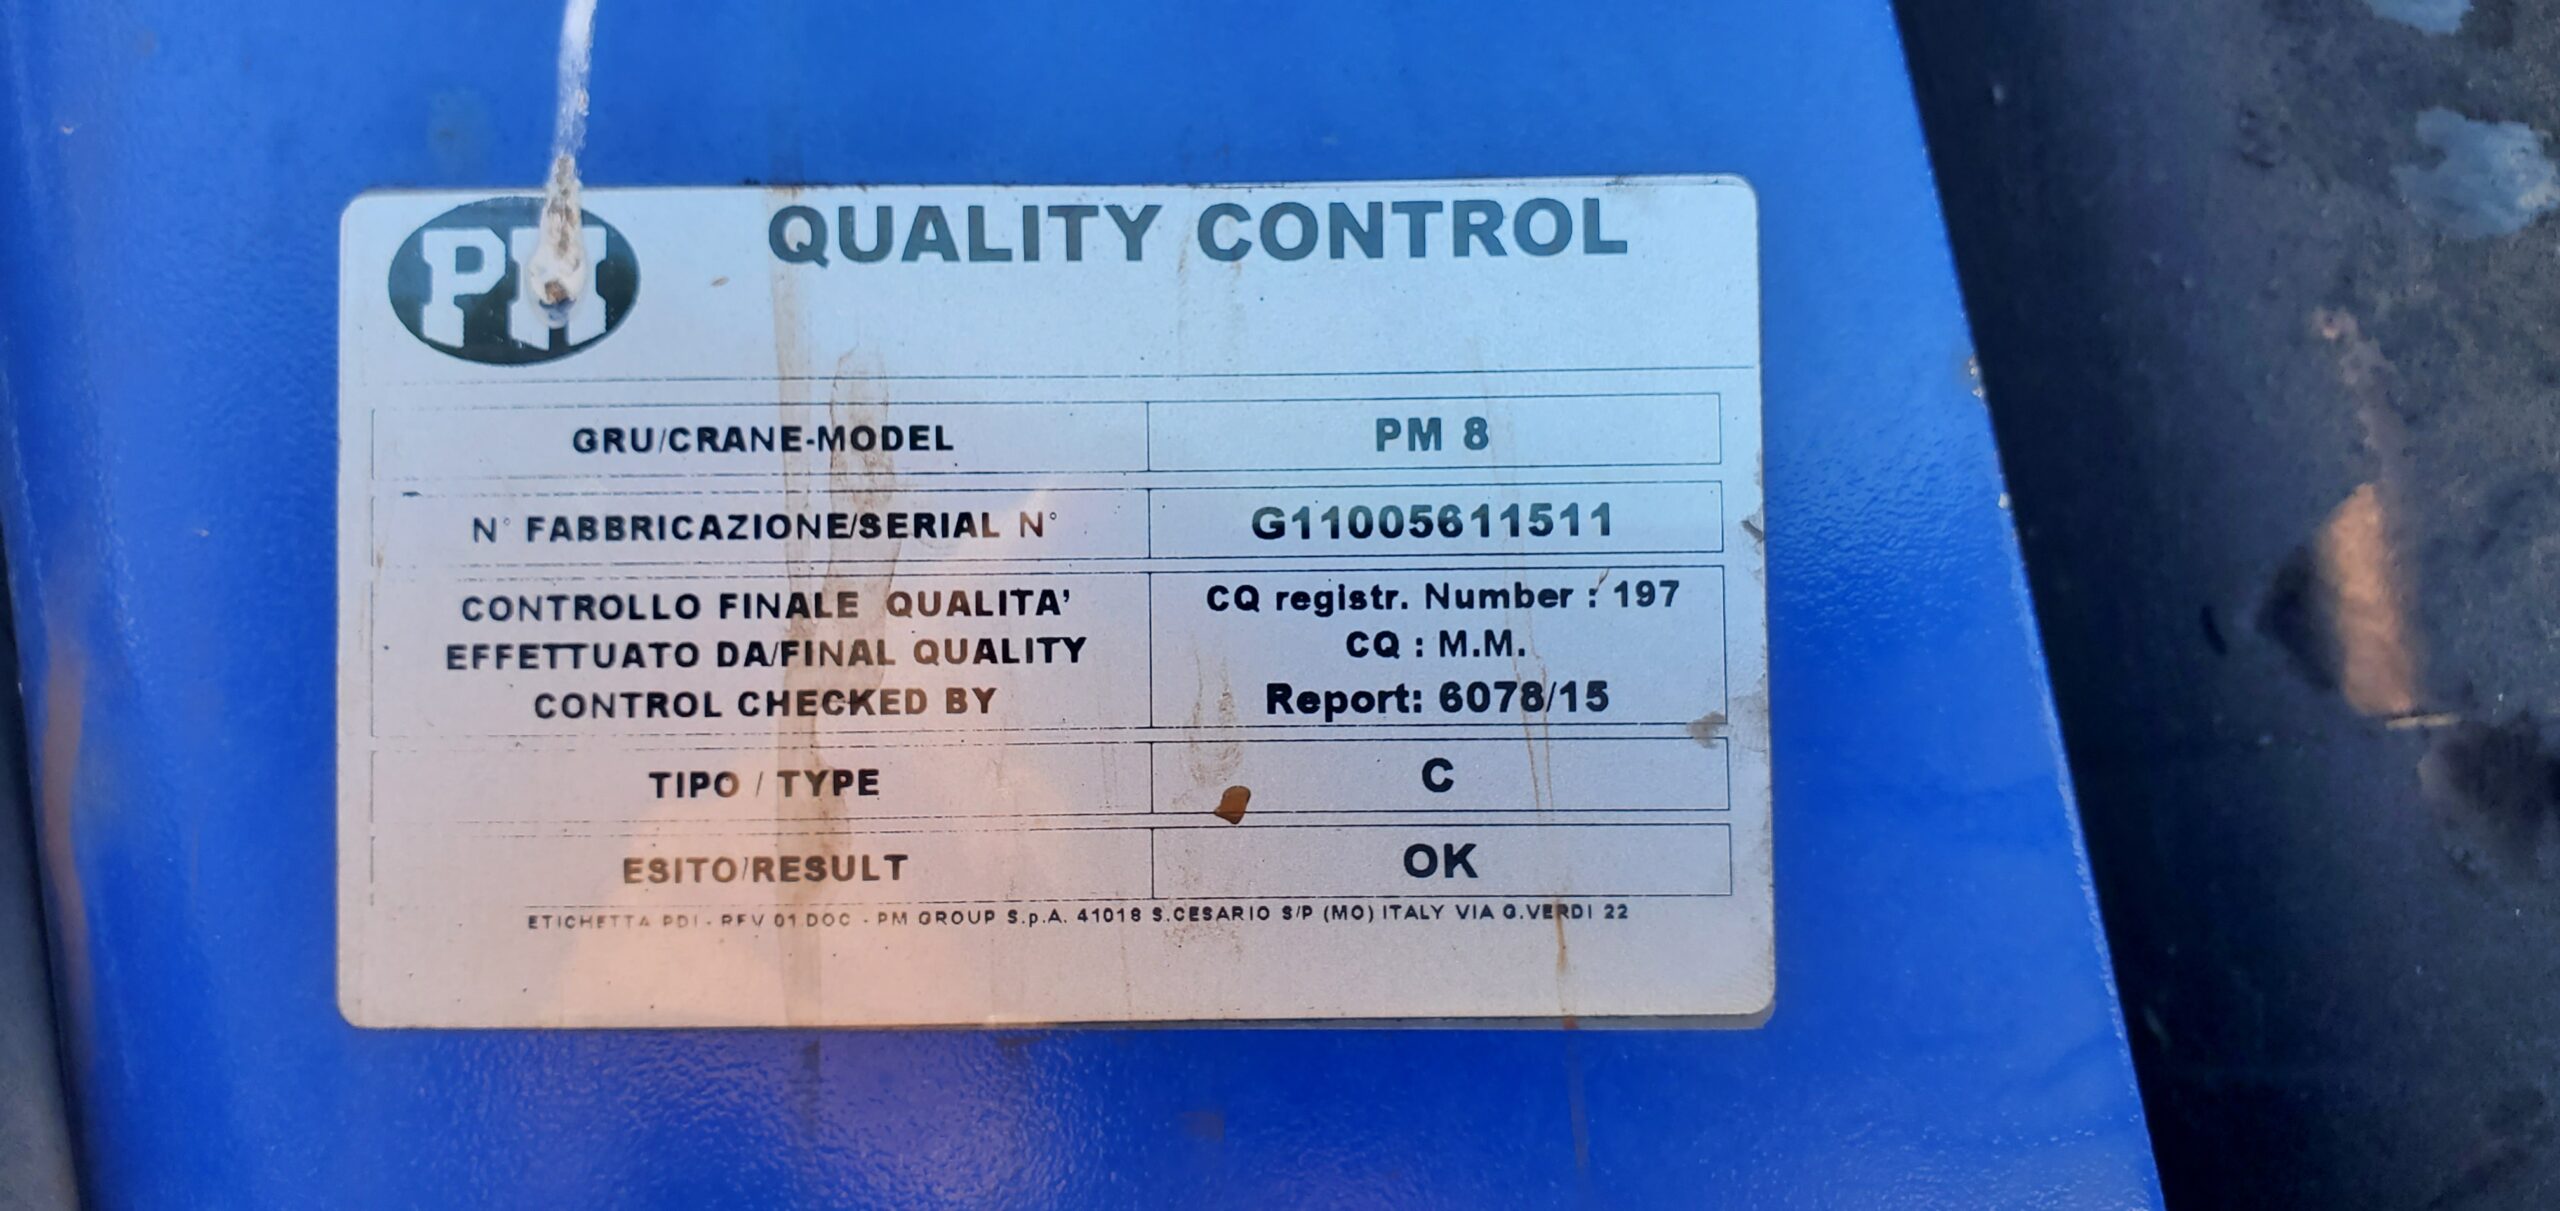 PM
QUALITY CONTROL
GRU/CRANE-MODEL
PM 8
N° FABBRICAZIONE/SERIAL N°
G11005611511
CONTROLLO FINALE QUALITA'
EFFETTUATO DA/FINAL QUALITY
CONTROL CHECKED BY
CQ registr. Number : 197
CQ : M.M.
Report: 6078/15
TIPO / TYPE
C
ESITO/RESULT
OK
ETICHETTA PDI - REV 01.DOC - PM GROUP S.p.A. 41018 S.CESARIO S/P (MO) ITALY VIA G.VERDI 22